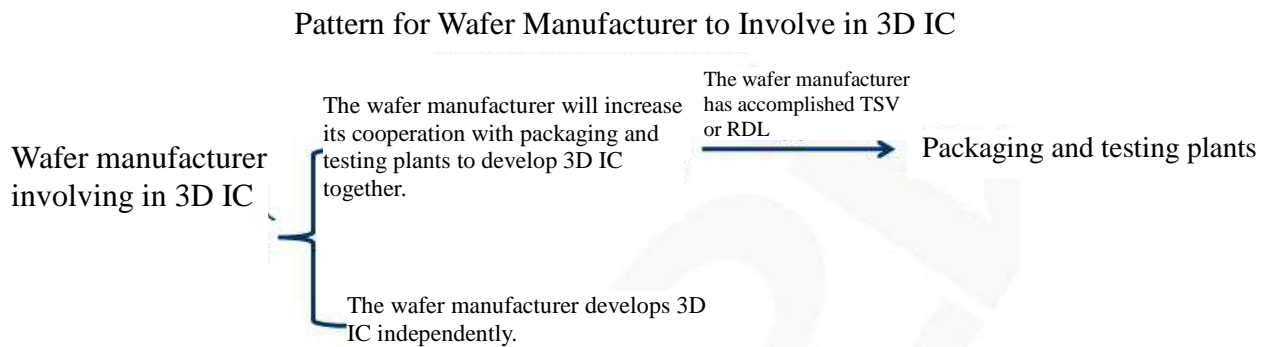 Pattern for Wafer Manufacturer to Involve in 3D IC
Wafer manufacturer
involving in 3D IC
The wafer manufacturer will increase
its cooperation with packaging and
testing plants to develop 3D IC
together.
The wafer manufacturer
has accomplished TSV
or RDL
Packaging and testing plants
The wafer manufacturer develops 3D
IC independently.